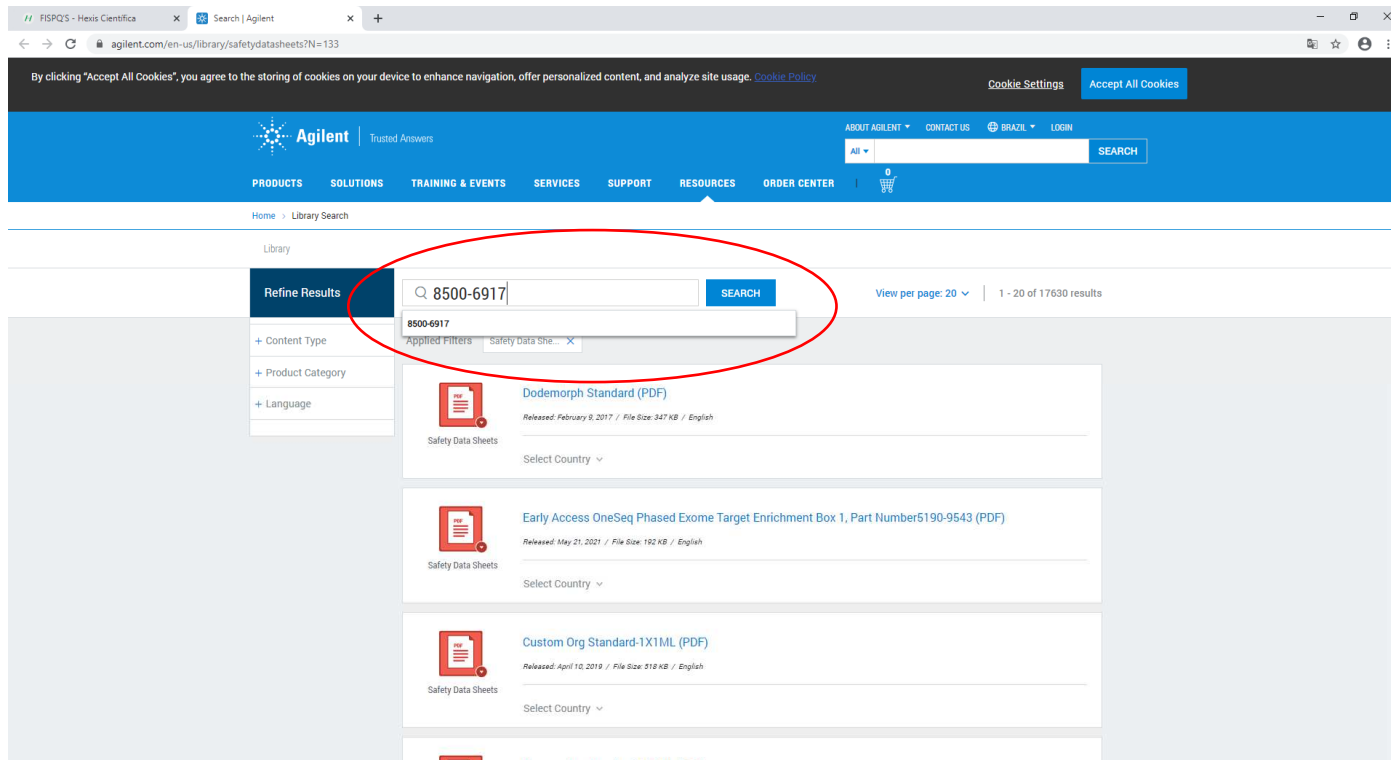 FISPQ'S - Hexis Científica
Search | Agilent
agilent.com/en-us/library/safetydatasheets?N=133
By clicking “Accept All Cookies”, you agree to the storing of cookies on your device to enhance navigation, offer personalized content, and analyze site usage. Cookie Policy
Cookie Settings
Accept All Cookies
Agilent | Trusted Answers
ABOUT AGILENT CONTACT US BRAZIL LOGIN
All SEARCH
0
PRODUCTS SOLUTIONS TRAINING & EVENTS SERVICES SUPPORT RESOURCES ORDER CENTER
Home > Library Search
Library
Refine Results
8500-6917 SEARCH
View per page: 20 1 - 20 of 17630 results
8500-6917
+ Content Type
+ Product Category
+ Language
Applied Filters Safety Data She... X
Dodemorph Standard (PDF)
Released: February 9, 2017 / File Size: 347 KB / English
PDF
Safety Data Sheets
Select Country
Early Access OneSeq Phased Exome Target Enrichment Box 1, Part Number5190-9543 (PDF)
Released: May 21, 2021 / File Size: 192 KB / English
PDF
Safety Data Sheets
Select Country
Custom Org Standard-1X1ML (PDF)
Released: April 10, 2019 / File Size: 518 KB / English
PDF
Safety Data Sheets
Select Country